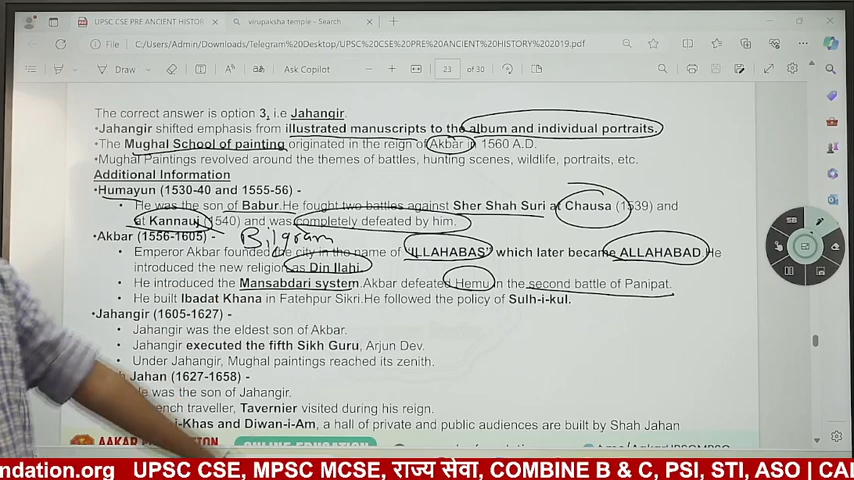 UPSC CSE PRE ANCIENT HISTORY
virupaksha temple - Search
File C:/Users/Admin/Downloads/Telegram%20Desktop/UPSC%20CSE%20PRE%20ANCIENT%20HISTORY%202019.pdf
Draw Ask Copilot 23 of 30
The correct answer is option 3, i.e Jahangir.
•Jahangir shifted emphasis from illustrated manuscripts to the album and individual portraits.
•The Mughal School of painting originated in the reign of Akbar in 1560 A.D.
•Mughal Paintings revolved around the themes of battles, hunting scenes, wildlife, portraits, etc.
Additional Information
•Humayun (1530-40 and 1555-56) -
• He was the son of Babur.He fought two battles against Sher Shah Suri at Chausa (1539) and
at Kannauj (1540) and was completely defeated by him.
Bilgram
•Akbar (1556-1605) -
• Emperor Akbar founded the city in the name of "ILLAHABAS" which later became ALLAHABAD.He
introduced the new religion as Din Ilahi.
• He introduced the Mansabdari system.Akbar defeated Hemu in the second battle of Panipat.
• He built Ibadat Khana in Fatehpur Sikri.He followed the policy of Sulh-i-kul.
•Jahangir (1605-1627) -
• Jahangir was the eldest son of Akbar.
• Jahangir executed the fifth Sikh Guru, Arjun Dev.
• Under Jahangir, Mughal paintings reached its zenith.
Jahan (1627-1658) -
He was the son of Jahangir.
traveller, Tavernier visited during his reign.
i-Khas and Diwan-i-Am, a hall of private and public audiences are built by Shah Jahan
AAKAR
ONLINE EDUCATION
ndation.org UPSC CSE, MPSC MCSE, राज्य सेवा, COMBINE B & C, PSI, STI, ASO | CA